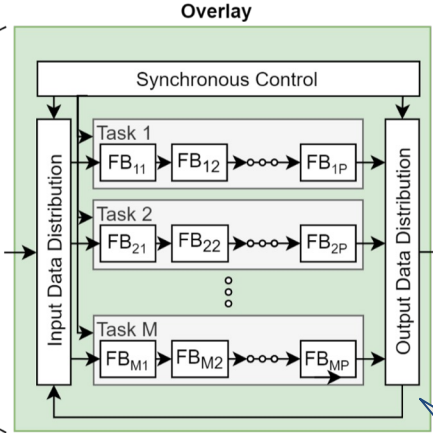 Overlay
Synchronous Control
Input Data Distribution
Task 1
FB11 FB12 FB1P
Task 2
FB21 FB22 FB2P
Task M
FBM1 FBM2 FBMP
Output Data Distribution